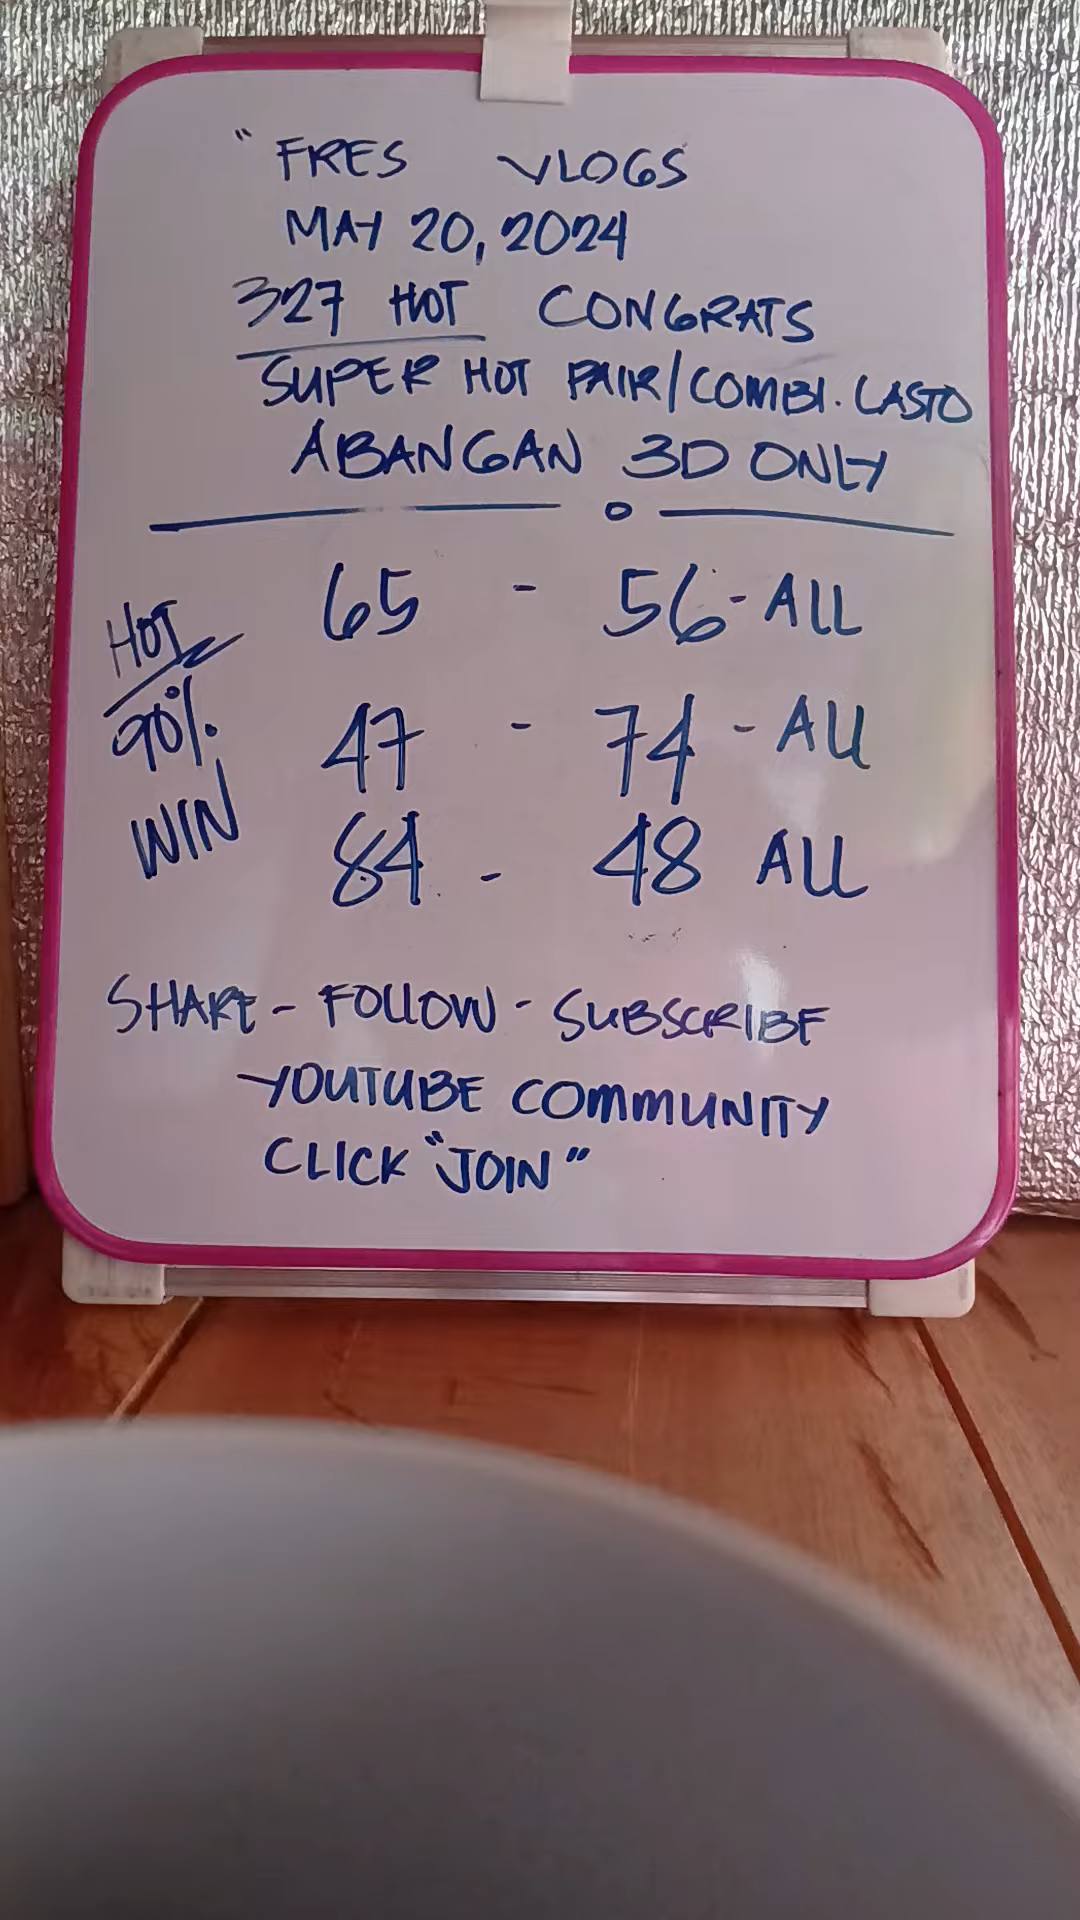 " FRES VLOGS
MAY 20, 2024
327 HOT CONGRATS
SUPER HOT PAIR/COMBI. LASTO
ABANGAN 3D ONLY
65 - 56 - ALL
HOT
90%
WIN
47 - 74 - ALL
84 - 48 ALL
SHARE - FOLLOW - SUBSCRIBE
YOUTUBE COMMUNITY
CLICK "JOIN"